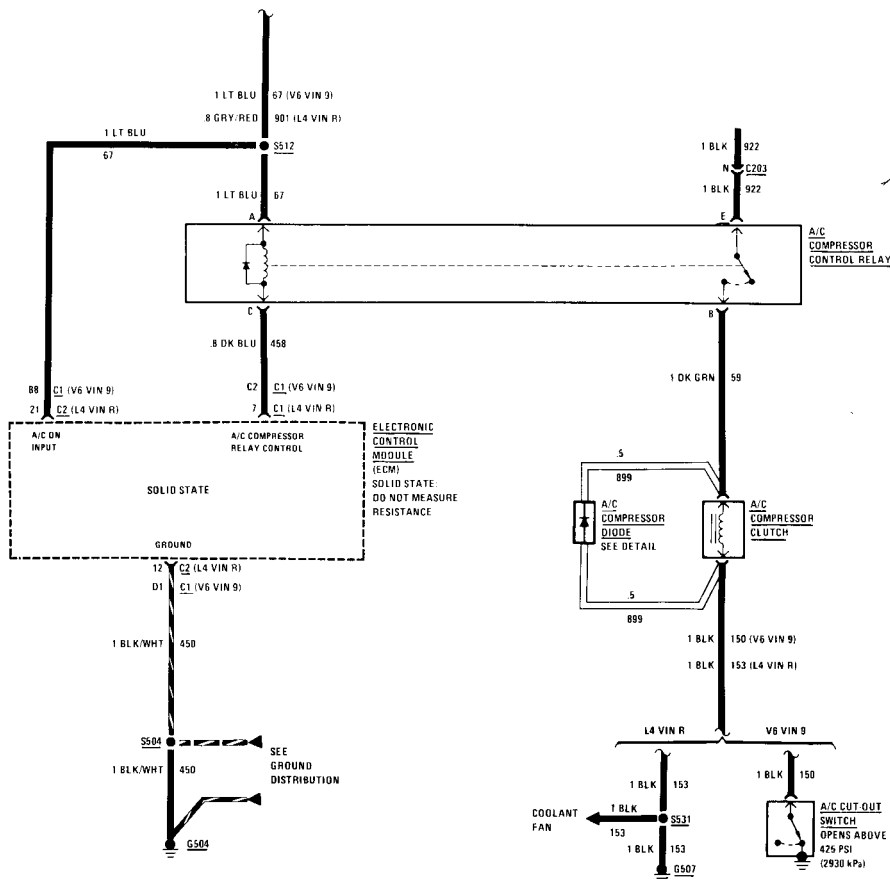 1 LT BLU 67 (V6 VIN 9)
.8 GRY/RED 901 (L4 VIN R)
1 LT BLU
67
S512
1 BLK 922
N C203
1 BLK 922
1 LT BLU 67
A
E
A/C
COMPRESSOR
CONTROL RELAY
C
B
.8 DK BLU 458
1 DK GRN 59
B8 C1 (V6 VIN 9)
21 C2 (L4 VIN R)
C2 C1 (V6 VIN 9)
7 C1 (L4 VIN R)
A/C ON
INPUT
A/C COMPRESSOR
RELAY CONTROL
SOLID STATE
GROUND
ELECTRONIC
CONTROL
MODULE
(ECM)
SOLID STATE:
DO NOT MEASURE
RESISTANCE
.5
899
A/C
COMPRESSOR
DIODE
SEE DETAIL
A/C
COMPRESSOR
CLUTCH
.5
899
12 C2 (L4 VIN R)
D1 C1 (V6 VIN 9)
1 BLK/WHT 450
1 BLK 150 (V6 VIN 9)
1 BLK 153 (L4 VIN R)
S504
SEE
GROUND
DISTRIBUTION
1 BLK/WHT 450
G504
L4 VIN R
V6 VIN 9
1 BLK 153
1 BLK 150
COOLANT
FAN
1 BLK
153
S531
1 BLK 153
G507
A/C CUT-OUT
SWITCH
OPENS ABOVE
425 PSI
(2930 kPa)